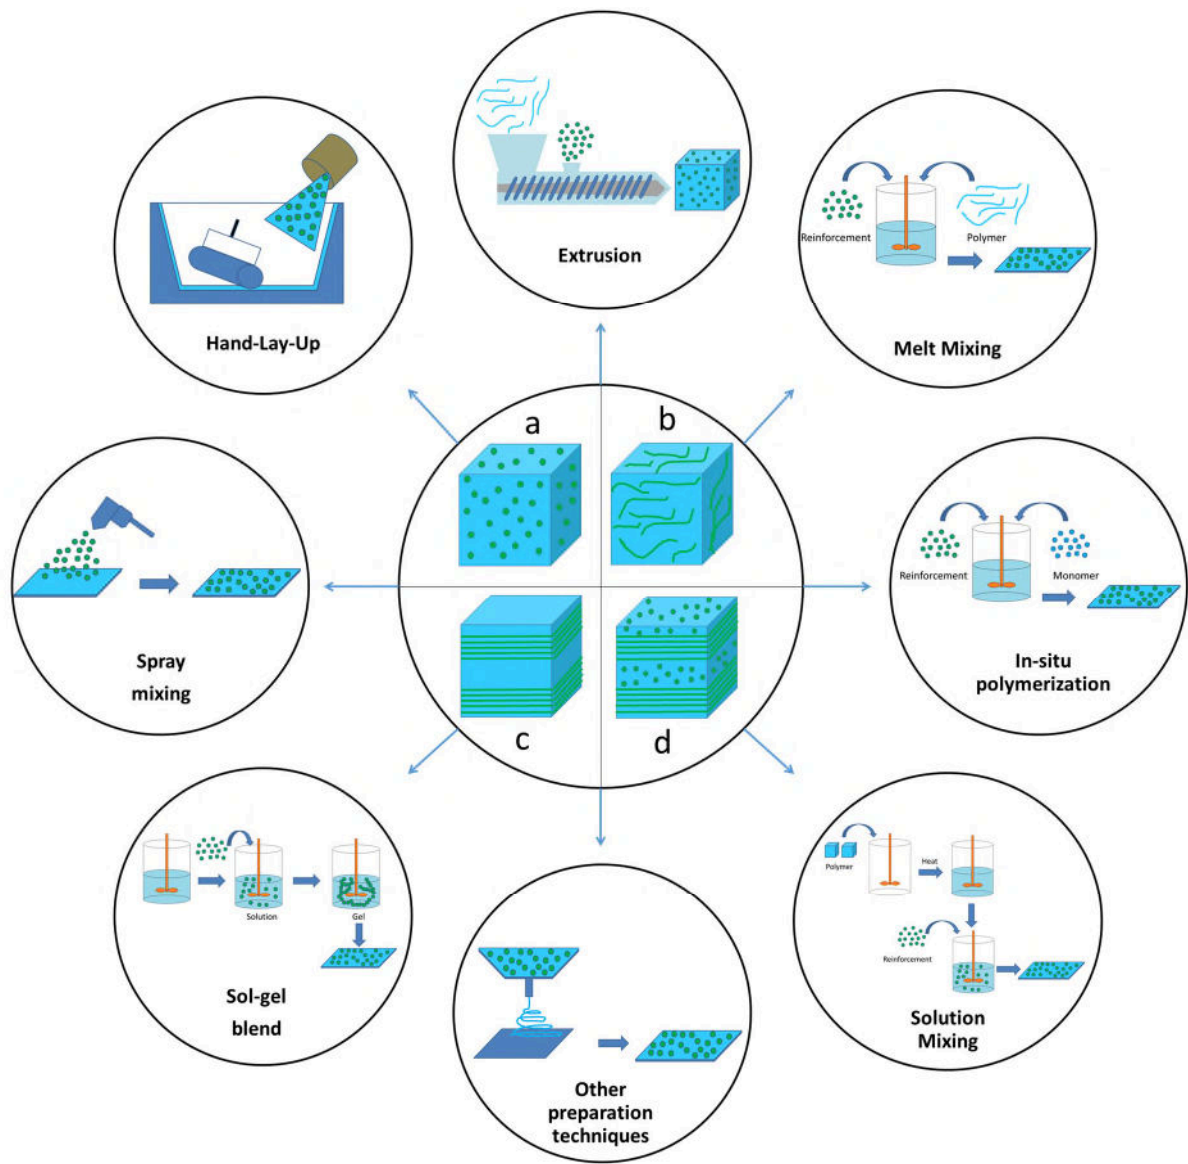 Extrusion
Hand-Lay-Up
Reinforcement
Polymer
Melt Mixing
a
b
c
d
Spray
mixing
Reinforcement
Monomer
In-situ
polymerization
Solution
Gel
Sol-gel
blend
Polymer
Heat
Reinforcement
Solution
Mixing
Other
preparation
techniques